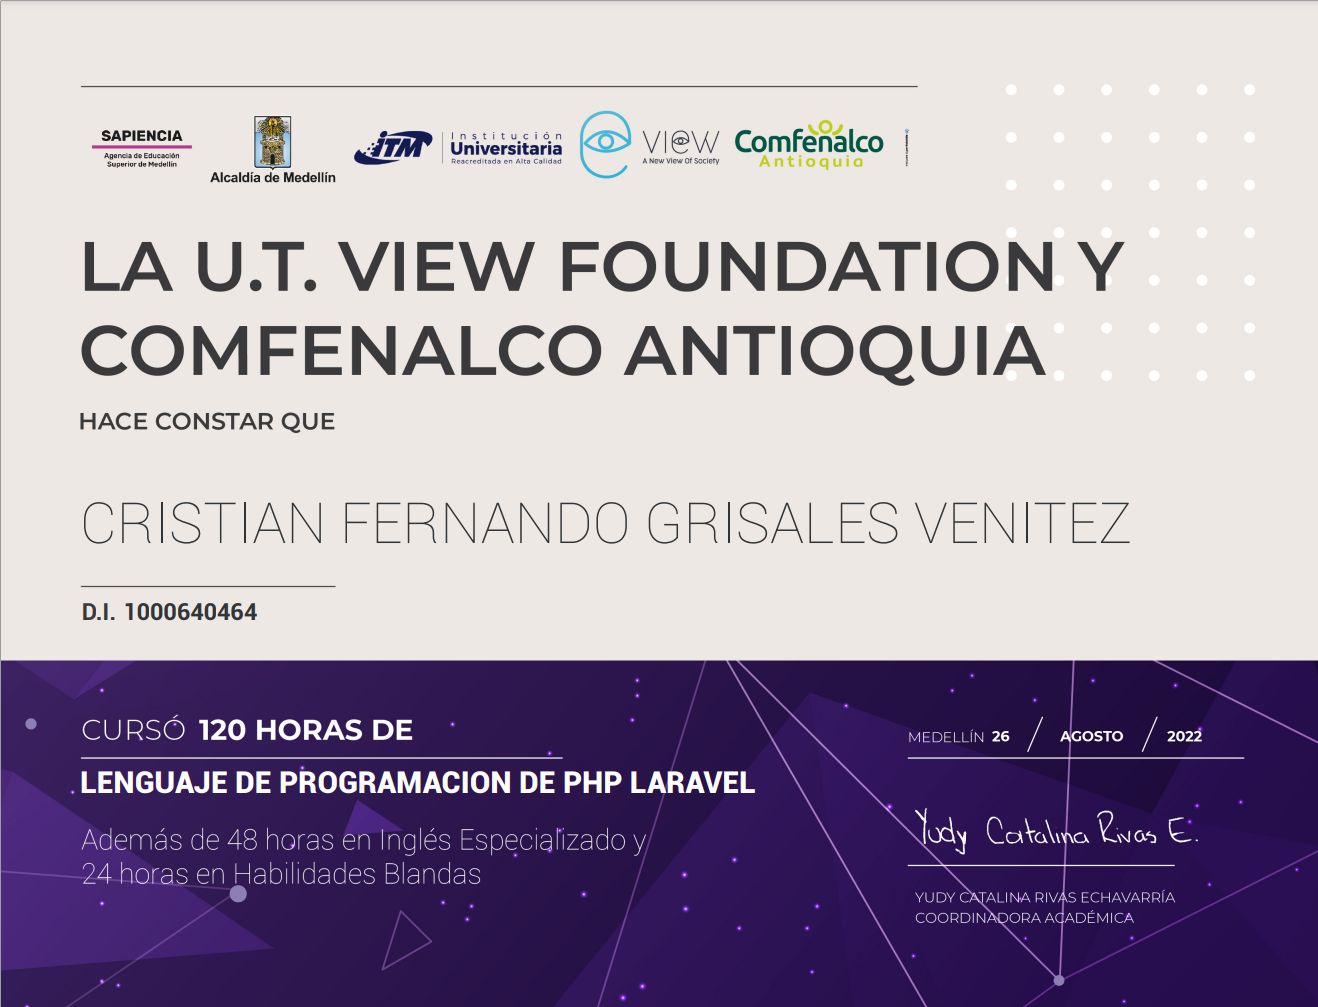 SAPIENCIA
Agencia de Educación
Superior de Medellín
Alcaldía de Medellín
iTM
Institución
Universitaria
Reacreditada en Alta Calidad
VIEW
A New View Of Society
Comfenalco
Antioquia
LA U.T. VIEW FOUNDATION Y
COMFENALCO ANTIOQUIA
HACE CONSTAR QUE
CRISTIAN FERNANDO GRISALES VENITEZ
D.I. 1000640464
CURSÓ 120 HORAS DE
LENGUAJE DE PROGRAMACION DE PHP LARAVEL
Además de 48 horas en Inglés Especializado y
24 horas en Habilidades Blandas
MEDELLÍN 26 / AGOSTO / 2022
Yudy Catalina Rivas E.
YUDY CATALINA RIVAS ECHAVARRÍA
COORDINADORA ACADÉMICA